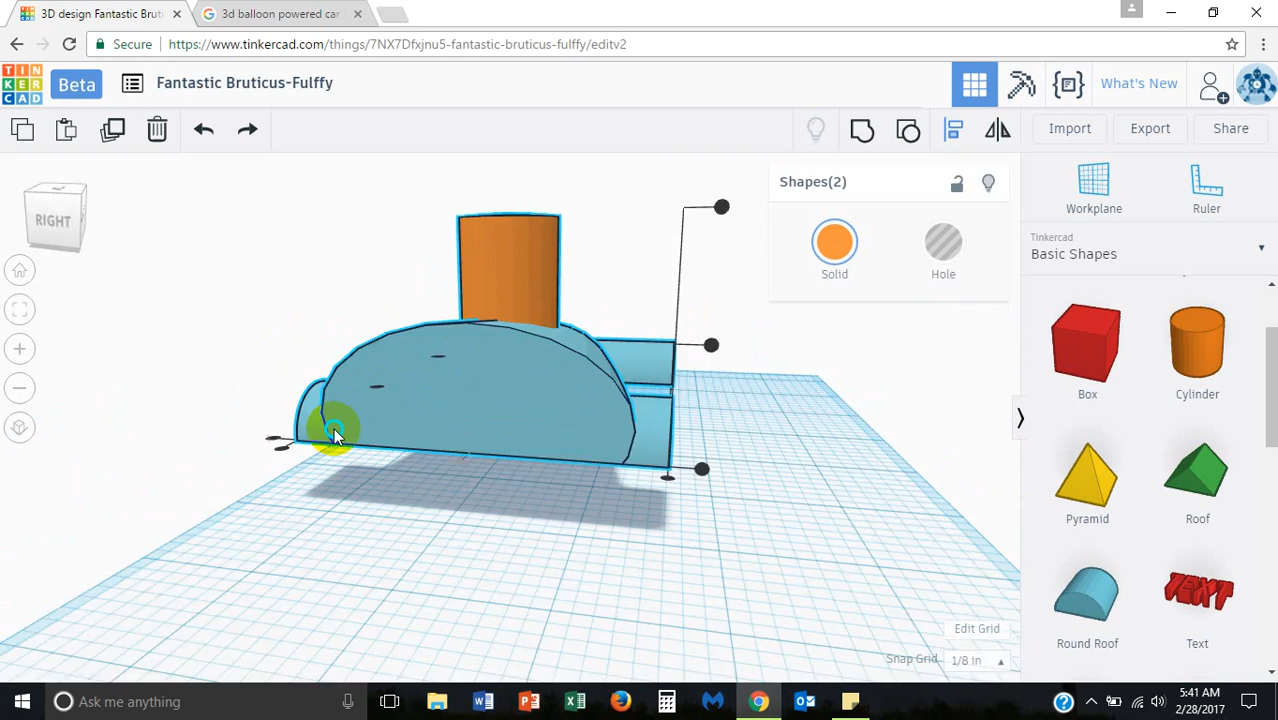 3D design Fantastic Bruti
3d balloon powered car
Secure
https://www.tinkercad.com/things/7NX7Dfxjnu5-fantastic-bruticus-fulffy/editv2
TIN
KER
CAD
Beta
Fantastic Bruticus-Fulffy
What's New
Import
Export
Share
RIGHT
Shapes(2)
Solid
Hole
Workplane
Ruler
Tinkercad
Basic Shapes
Box
Cylinder
Pyramid
Roof
TEXT
Round Roof
Text
Edit Grid
Snap Grid
1/8 in
Ask me anything
5:41 AM
2/28/2017